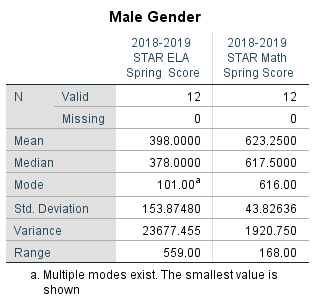 Male Gender
2018-2019 STAR ELA Spring Score 2018-2019 STAR Math Spring Score
N Valid 12 12
Missing 0 0
Mean 398.0000 623.2500
Median 378.0000 617.5000
Mode 101.00a 616.00
Std. Deviation 153.87480 43.82636
Variance 23677.455 1920.750
Range 559.00 168.00
a. Multiple modes exist. The smallest value is
shown